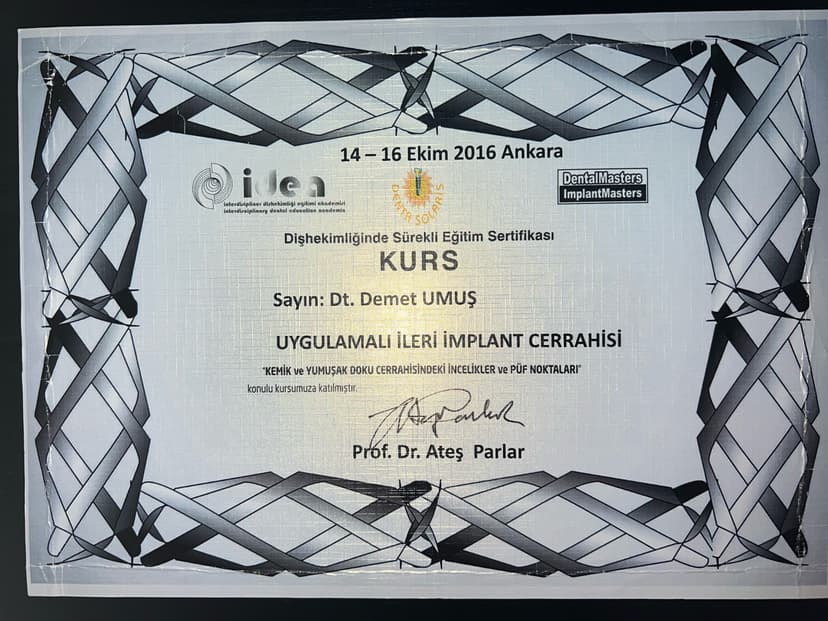 14 – 16 Ekim 2016 Ankara
idea
interdisipliner dişhekimliği eğitimi akademisi
interdisciplinary dental education academia
DENTA SOLARIS
DentalMasters
ImplantMasters
Dişhekimliğinde Sürekli Eğitim Sertifikası
KURS
Sayın: Dt. Demet UMUŞ
UYGULAMALI İLERİ İMPLANT CERRAHİSİ
"KEMİK ve YUMUŞAK DOKU CERRAHİSİNDEKİ İNCELİKLER ve PÜF NOKTALARI"
konulu kursumuza katılmıştır.
Prof. Dr. Ateş Parlar